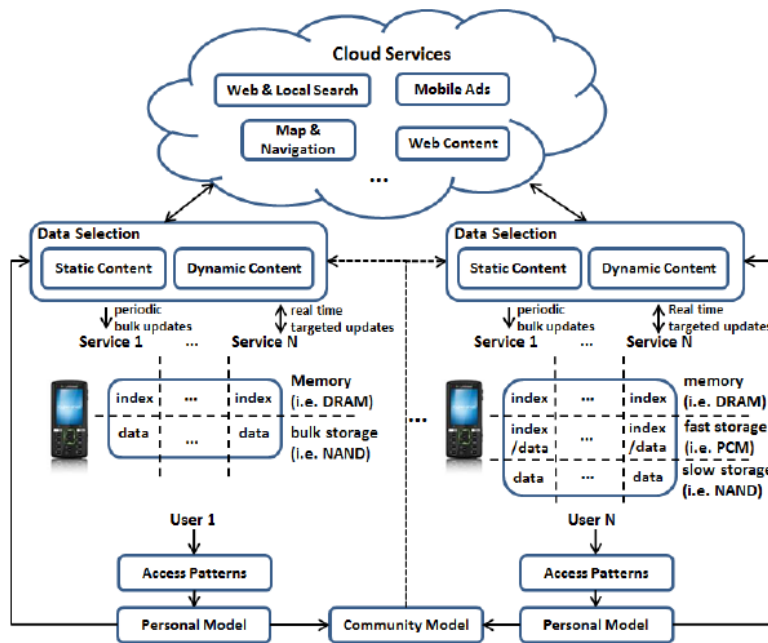 Cloud Services
Web & Local Search
Mobile Ads
Map &
Navigation
Web Content
...
Data Selection
Static Content
Dynamic Content
periodic
bulk updates
real time
targeted updates
Service 1
...
Service N
index
...
index
Memory
(i.e. DRAM)
data
...
data
bulk storage
(i.e. NAND)
User 1
Access Patterns
Personal Model
...
Community Model
Data Selection
Static Content
Dynamic Content
periodic
bulk updates
Real time
targeted updates
Service 1
...
Service N
index
...
index
memory
(i.e. DRAM)
index
/data
...
index
/data
fast storage
(i.e. PCM)
data
...
data
slow storage
(i.e. NAND)
User N
Access Patterns
Personal Model